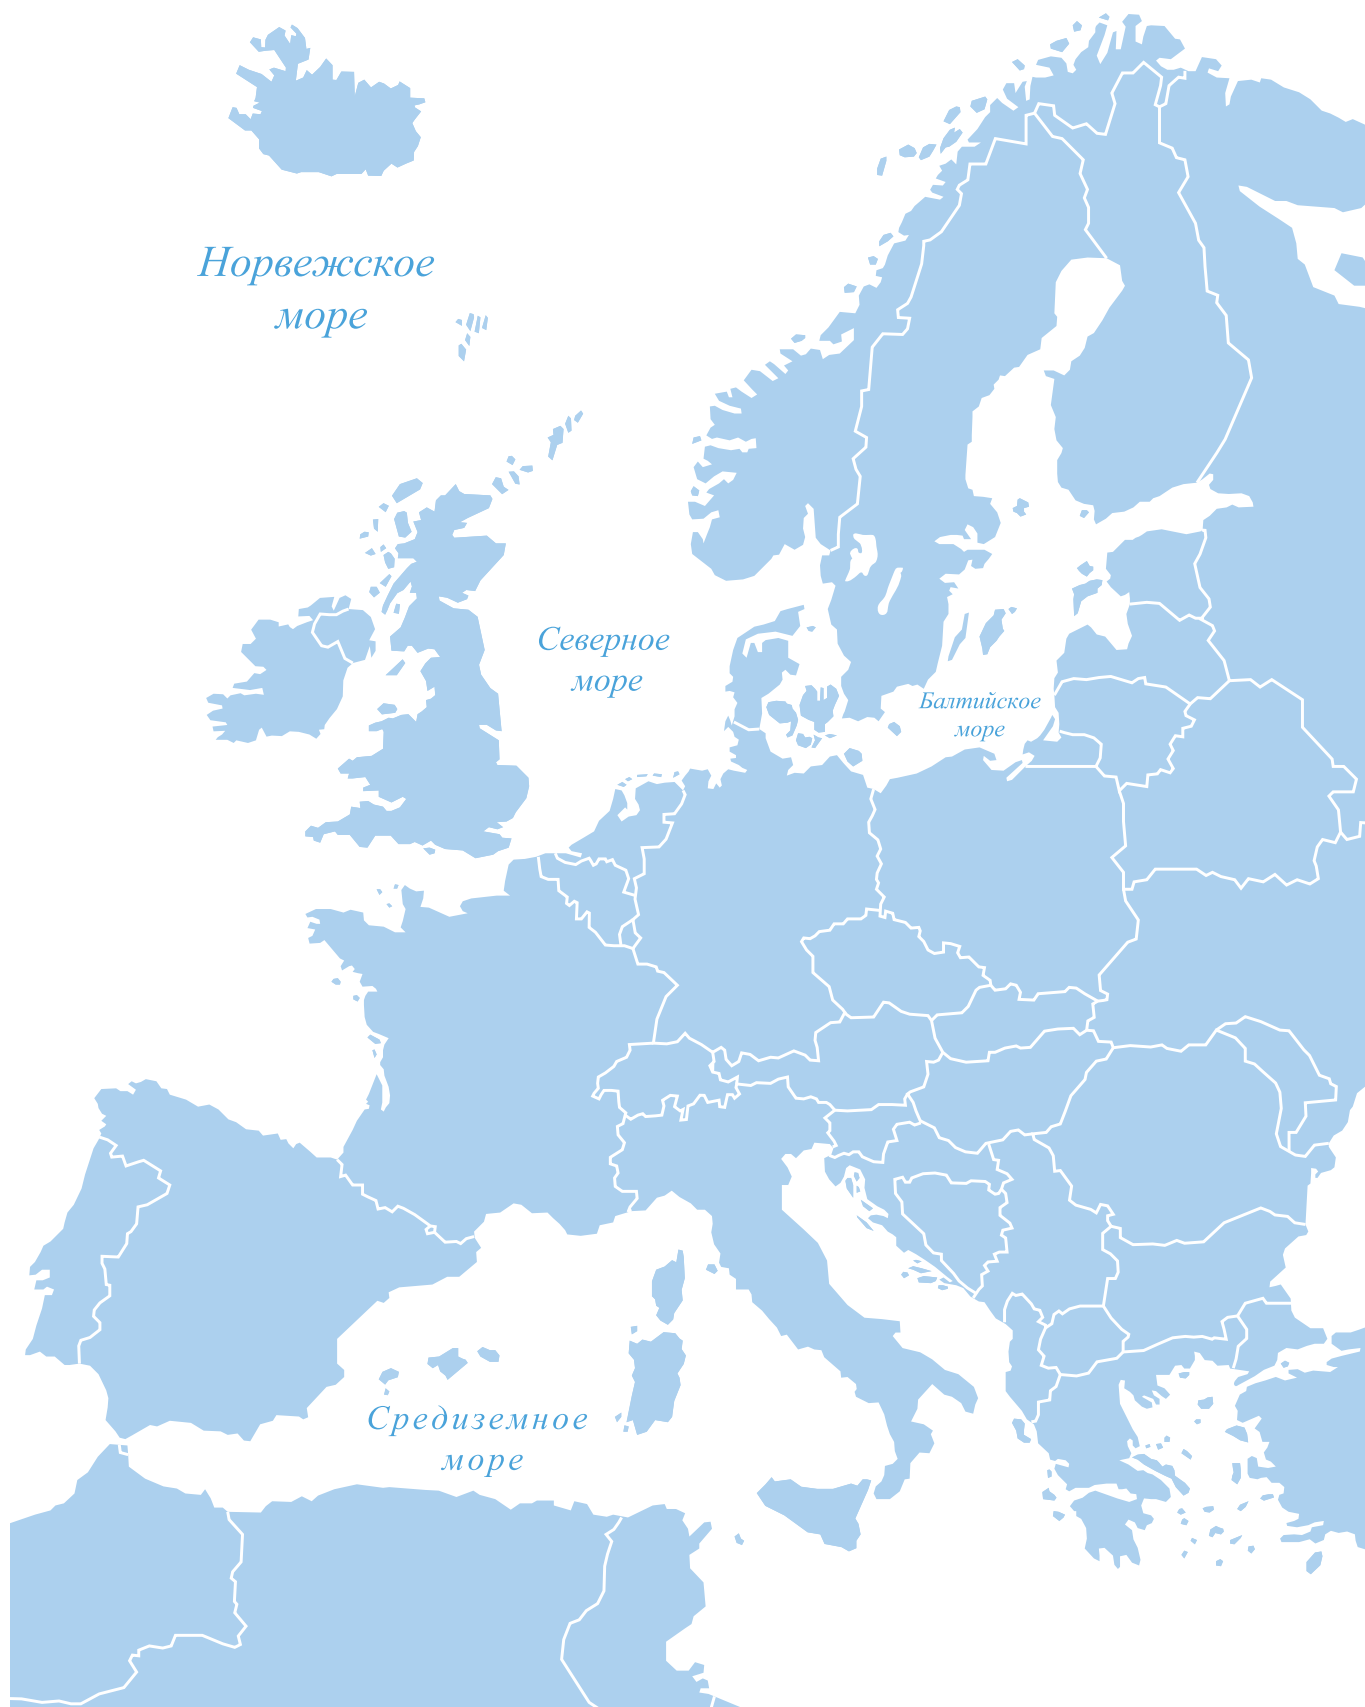 Норвежское
море
Северное
море
Балтийское
море
Средиземное
море